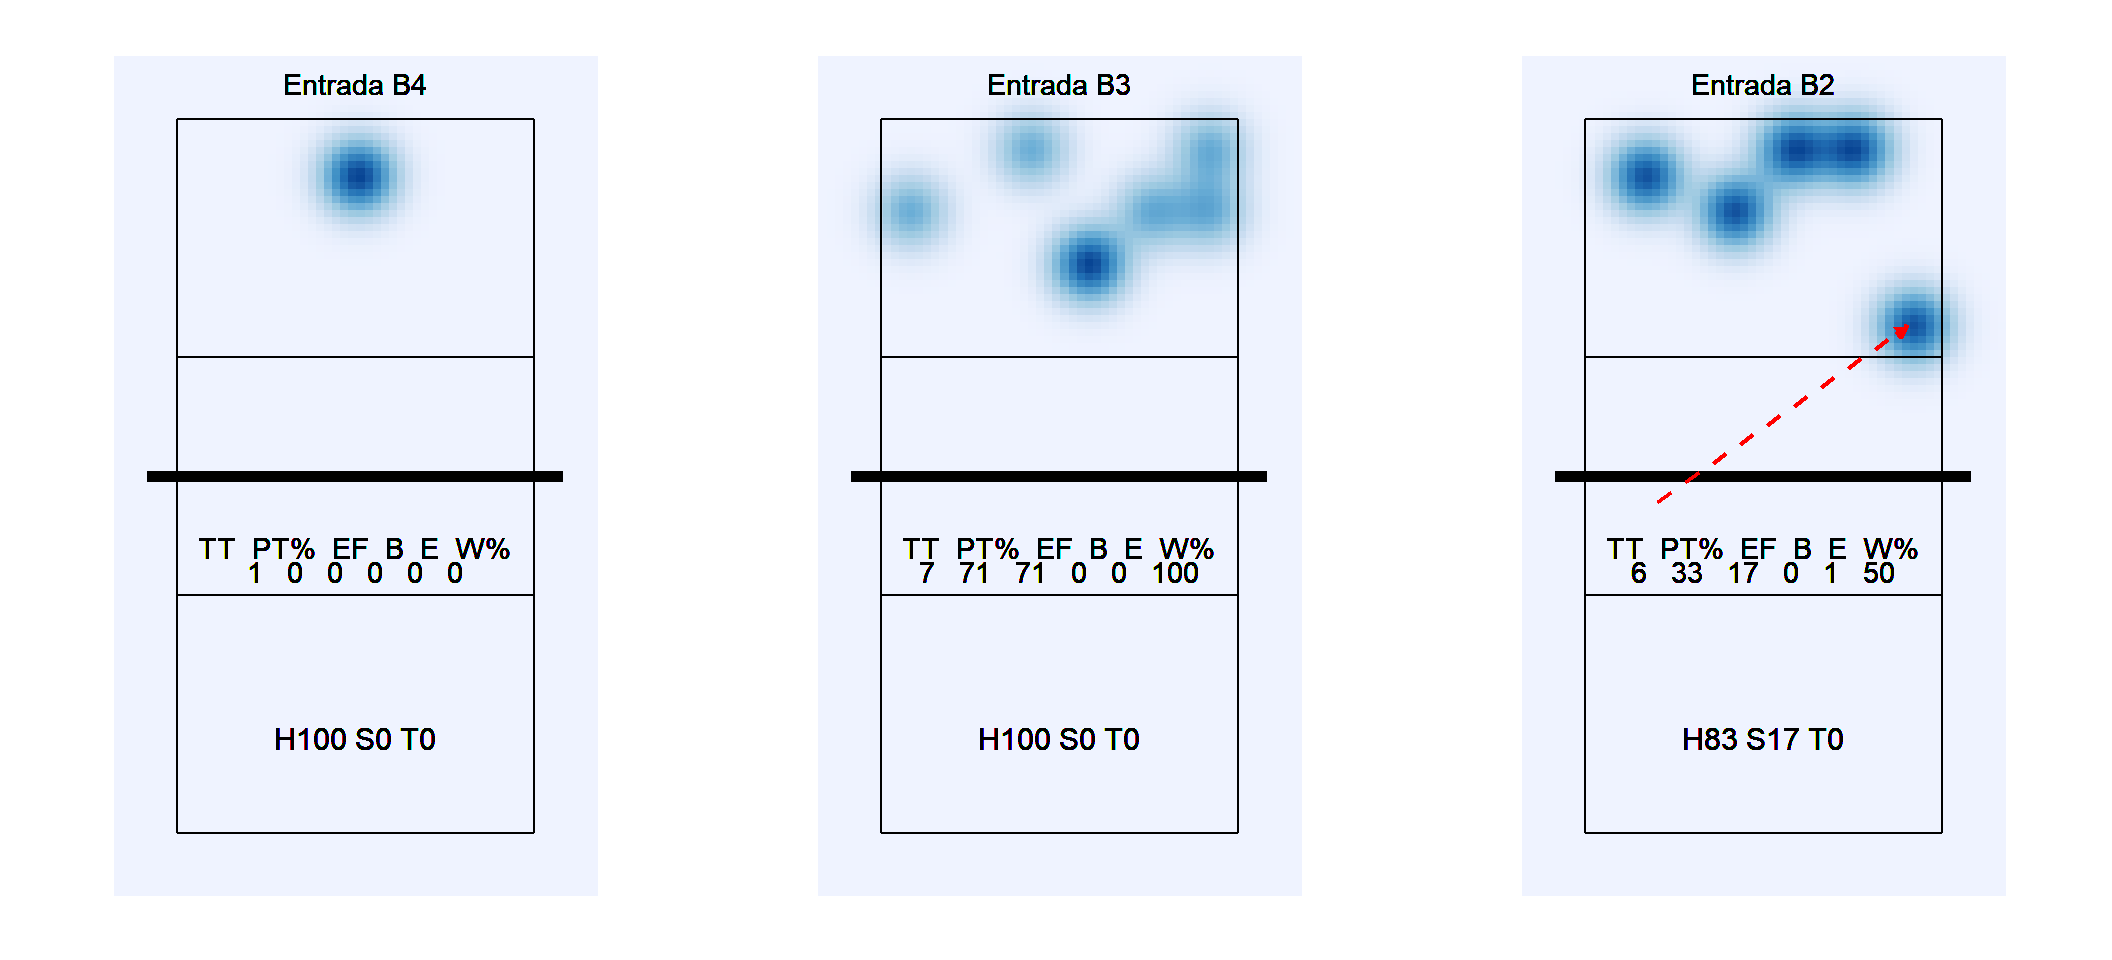 Entrada B4
TT PT% EF B E W%
1 0 0 0 0 0
H100 S0 T0
Entrada B3
TT PT% EF B E W%
7 71 71 0 0 100
H100 S0 T0
Entrada B2
TT PT% EF B E W%
6 33 17 0 1 50
H83 S17 T0